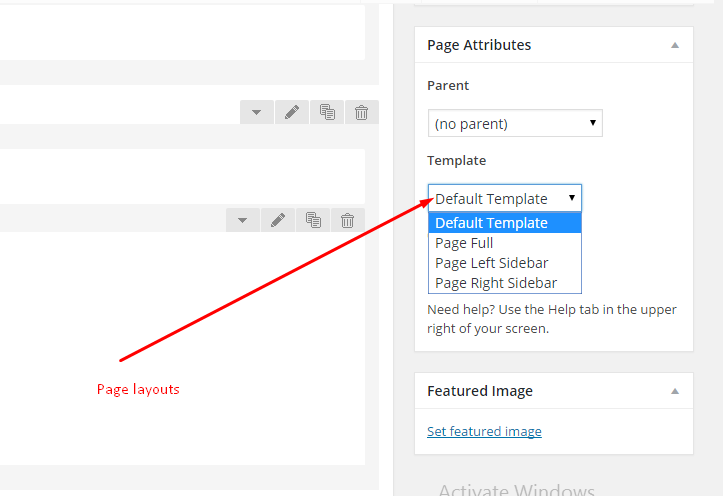 Page Attributes
Parent
(no parent)
Template
Default Template
Default Template
Page Full
Page Left Sidebar
Page Right Sidebar
Need help? Use the Help tab in the upper
right of your screen.
Page layouts
Featured Image
Set featured image
Activate Windows